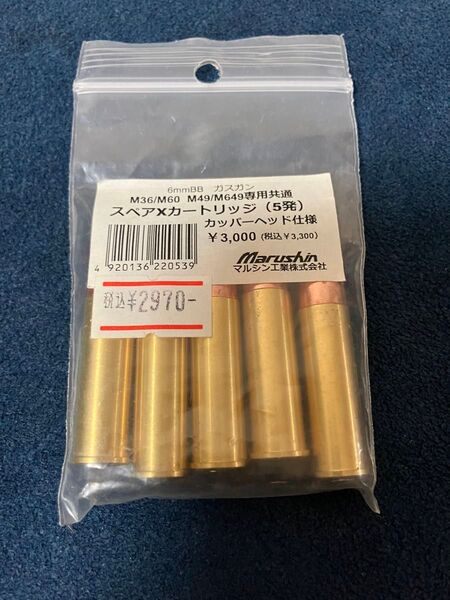 6mmBB ガスガン
M36/M60 M49/M649専用共通
スペアXカートリッジ（5発）
カッパーヘッド仕様
￥3,000（税込￥3,300）
4 920136 220539
Marushin
マルシン工業株式会社
税込￥2970-